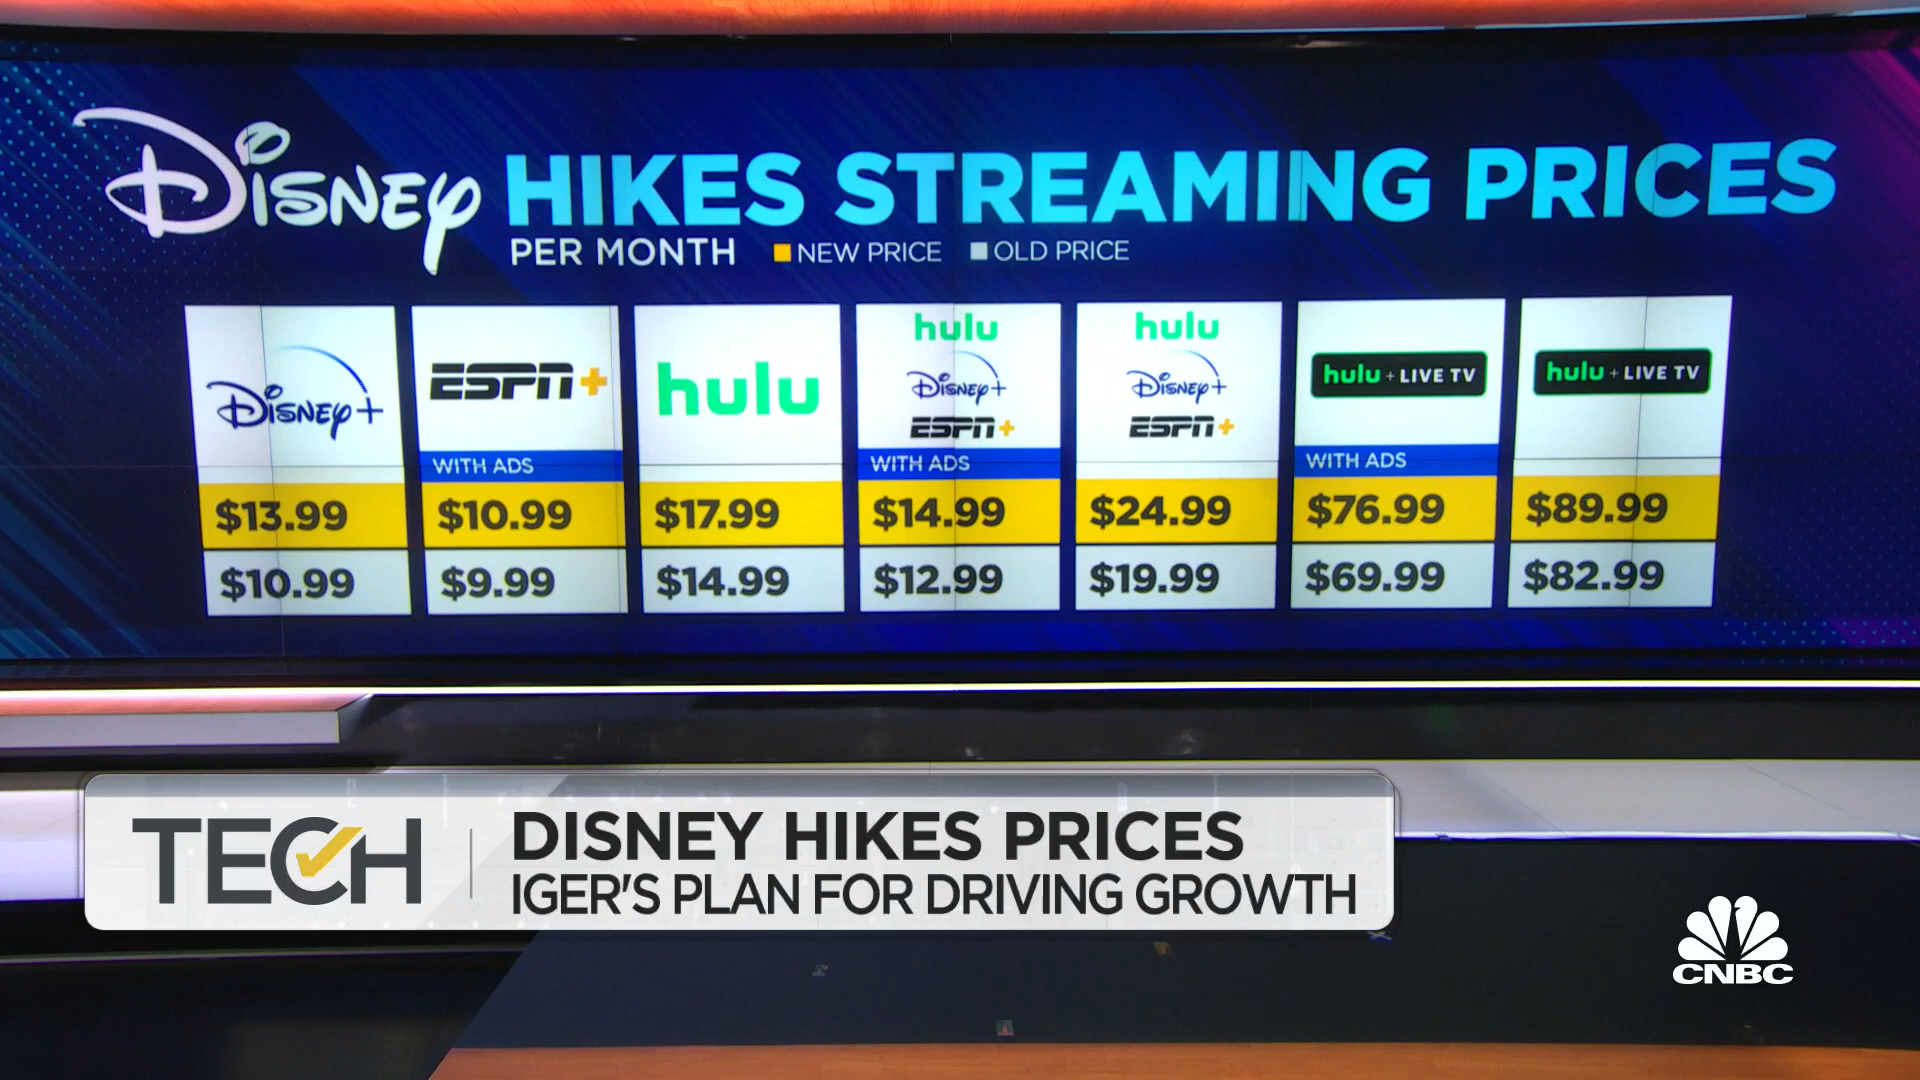 Disney HIKES STREAMING PRICES
PER MONTH NEW PRICE OLD PRICE
Disney+ ESPN+ hulu hulu Disney+ ESPN+ hulu Disney+ ESPN+ hulu + LIVE TV hulu + LIVE TV
WITH ADS WITH ADS WITH ADS
$13.99 $10.99 $17.99 $14.99 $24.99 $76.99 $89.99
$10.99 $9.99 $14.99 $12.99 $19.99 $69.99 $82.99
TECH
DISNEY HIKES PRICES
IGER'S PLAN FOR DRIVING GROWTH
CNBC